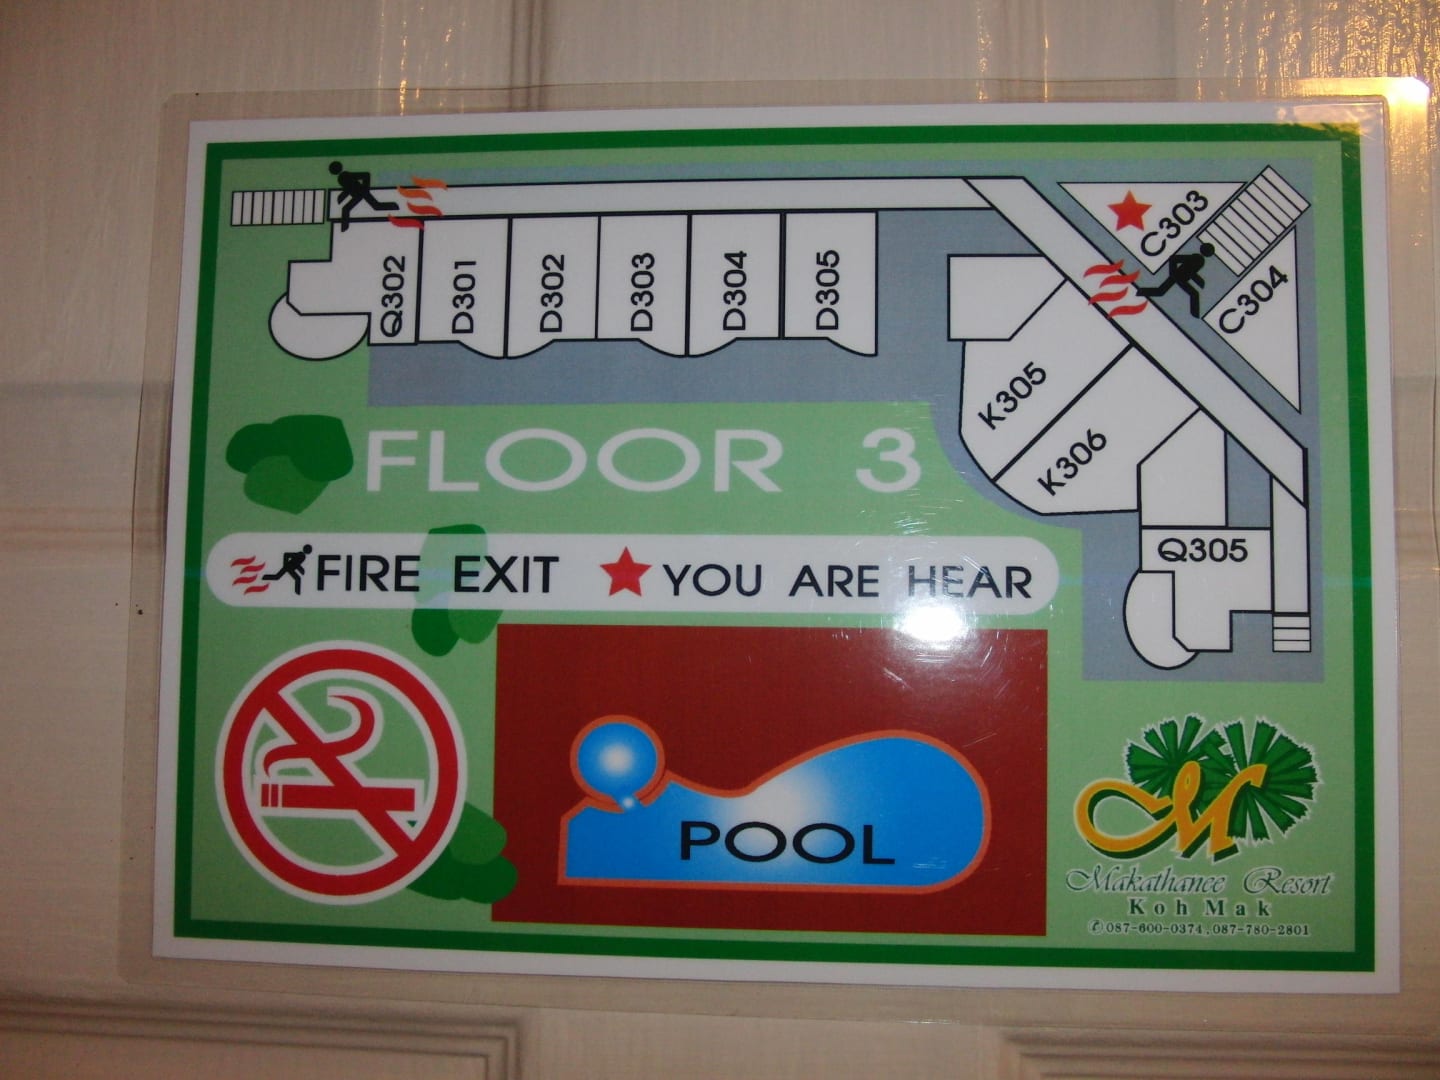 Q302
D301
D302
D303
D304
D305
C303
C304
K305
K306
Q305
FLOOR 3
FIRE EXIT YOU ARE HEAR
POOL
M
Makathanee Resort
Koh Mak
✆ 087-600-0374, 087-780-2801